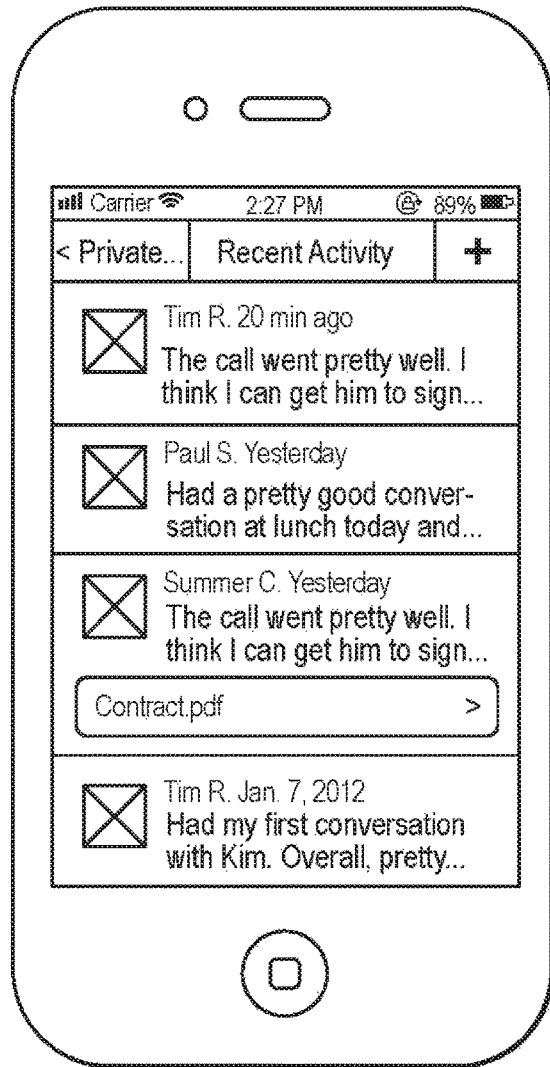 Carrier 2:27 PM 89%
< Private... Recent Activity +
Tim R. 20 min ago
The call went pretty well. I
think I can get him to sign...
Paul S. Yesterday
Had a pretty good conver-
sation at lunch today and...
Summer C. Yesterday
The call went pretty well. I
think I can get him to sign...
Contract.pdf >
Tim R. Jan. 7, 2012
Had my first conversation
with Kim. Overall, pretty...